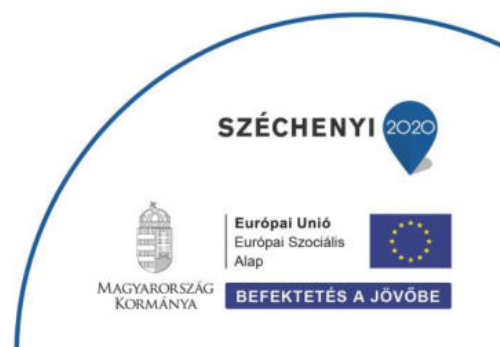 SZÉCHENYI 2020
Európai Unió
Európai Szociális
Alap
MAGYARORSZÁG
KORMÁNYA
BEFEKTETÉS A JÖVŐBE